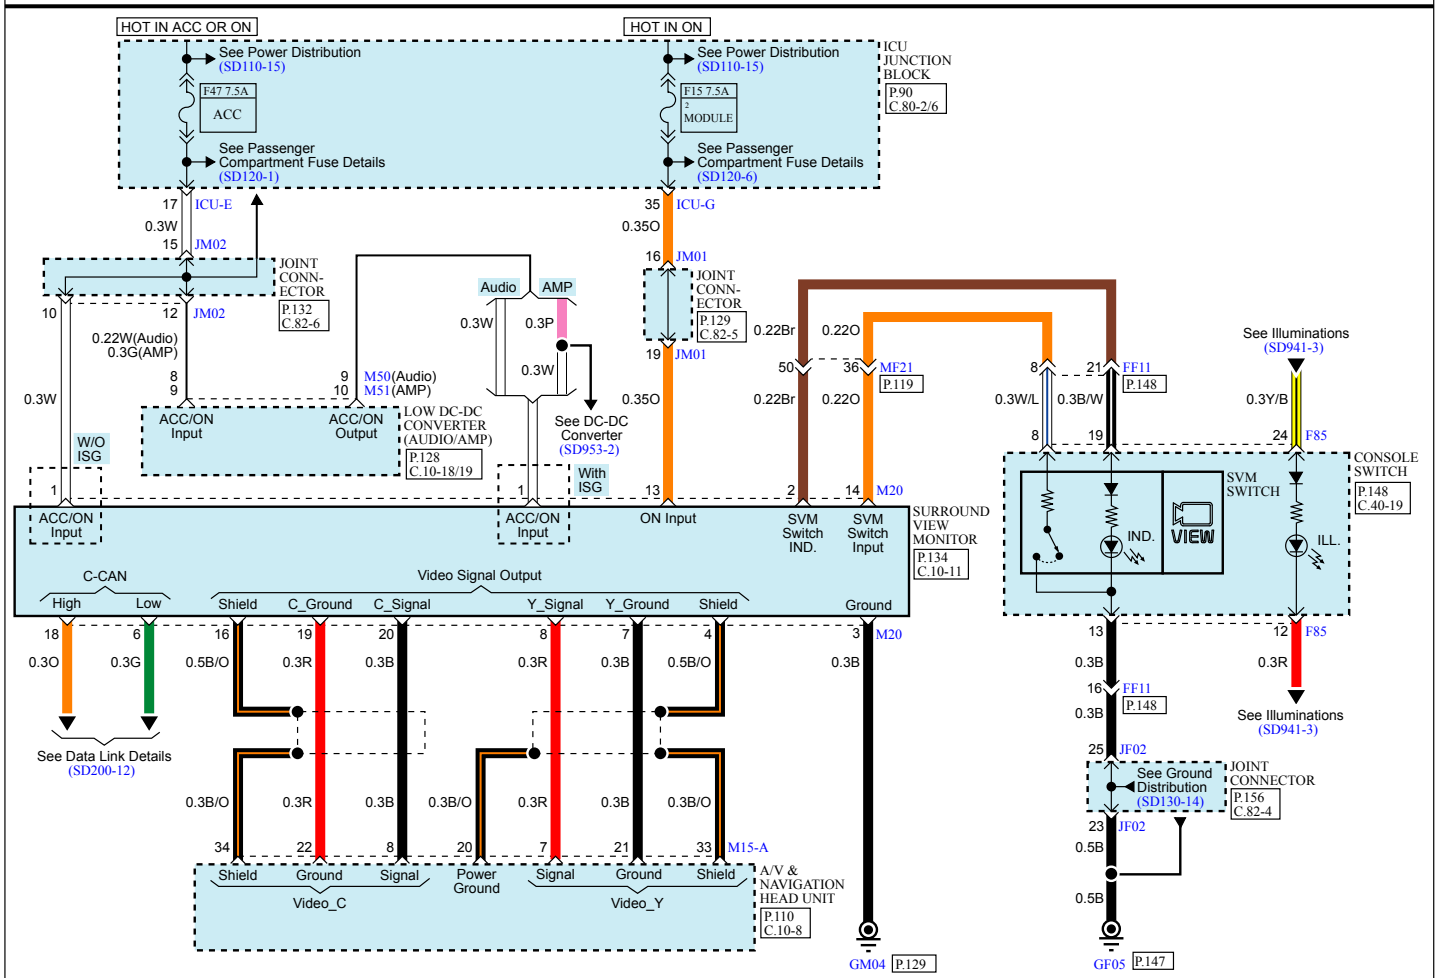 HOT IN ACC OR ON
HOT IN ON
See Power Distribution
(SD110-15)
F47 7.5A
ACC
See Passenger
Compartment Fuse Details
(SD120-1)
See Power Distribution
(SD110-15)
F15 7.5A
2
MODULE
See Passenger
Compartment Fuse Details
(SD120-6)
ICU
JUNCTION
BLOCK
P.90
C.80-2/6
17 ICU-E
0.3W
15 JM02
35 ICU-G
0.35O
16 JM01
JOINT
CONN-
ECTOR
P.132
C.82-6
10
12 JM02
0.22W(Audio)
0.3G(AMP)
8
9
9 M50(Audio)
10 M51(AMP)
0.3W
ACC/ON
Input
ACC/ON
Output
LOW DC-DC
CONVERTER
(AUDIO/AMP)
P.128
C.10-18/19
Audio
AMP
0.3W
0.3P
0.3W
See DC-DC
Converter
(SD953-2)
JOINT
CONN-
ECTOR
P.129
C.82-5
19 JM01
0.35O
0.22Br
0.22O
50
36 MF21
P.119
0.22Br
0.22O
8
21 FF11
P.148
0.3W/L
0.3B/W
8
19
See Illuminations
(SD941-3)
0.3Y/B
24 F85
W/O
ISG
With
ISG
1
1
13
2
14 M20
ACC/ON
Input
ACC/ON
Input
ON Input
SVM
Switch
IND.
SVM
Switch
Input
SURROUND
VIEW
MONITOR
P.134
C.10-11
CONSOLE
SWITCH
P.148
C.40-19
SVM
SWITCH
IND.
VIEW
ILL.
C-CAN
High
Low
Video Signal Output
Shield
C_Ground
C_Signal
Y_Signal
Y_Ground
Shield
Ground
18
6
16
19
20
8
7
4
3 M20
0.3O
0.3G
0.5B/O
0.3R
0.3B
0.3R
0.3B
0.5B/O
0.3B
See Data Link Details
(SD200-12)
0.3B/O
0.3R
0.3B
0.3B/O
0.3R
0.3B
0.3B/O
34
22
8
20
7
21
33 M15-A
Shield
Ground
Signal
Power
Ground
Signal
Ground
Shield
Video_C
Video_Y
A/V &
NAVIGATION
HEAD UNIT
P.110
C.10-8
GM04 P.129
13
12 F85
0.3B
0.3R
16 FF11
P.148
0.3B
See Illuminations
(SD941-3)
25 JF02
See Ground
Distribution
(SD130-14)
JOINT
CONNECTOR
P.156
C.82-4
23 JF02
0.5B
0.5B
GF05 P.147